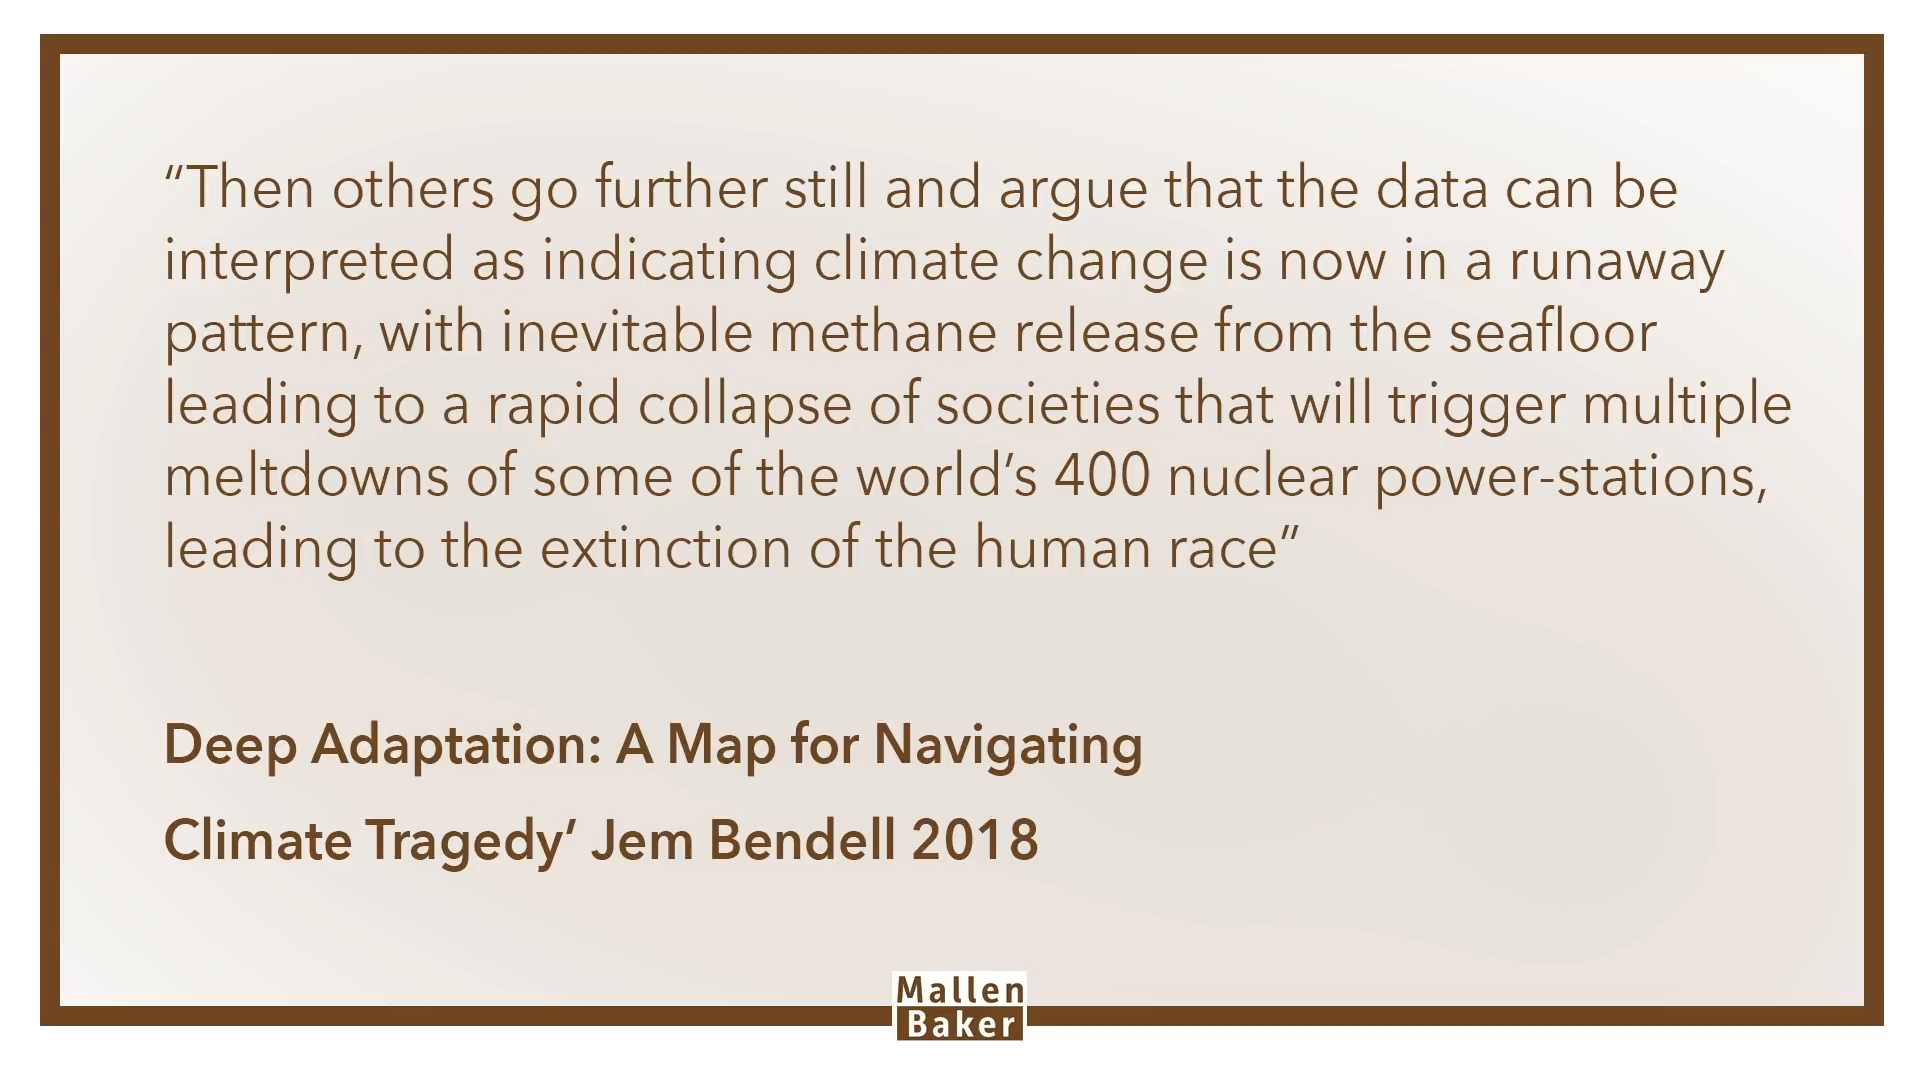 “Then others go further still and argue that the data can be
interpreted as indicating climate change is now in a runaway
pattern, with inevitable methane release from the seafloor
leading to a rapid collapse of societies that will trigger multiple
meltdowns of some of the world’s 400 nuclear power-stations,
leading to the extinction of the human race”
Deep Adaptation: A Map for Navigating
Climate Tragedy’ Jem Bendell 2018
Mallen
Baker